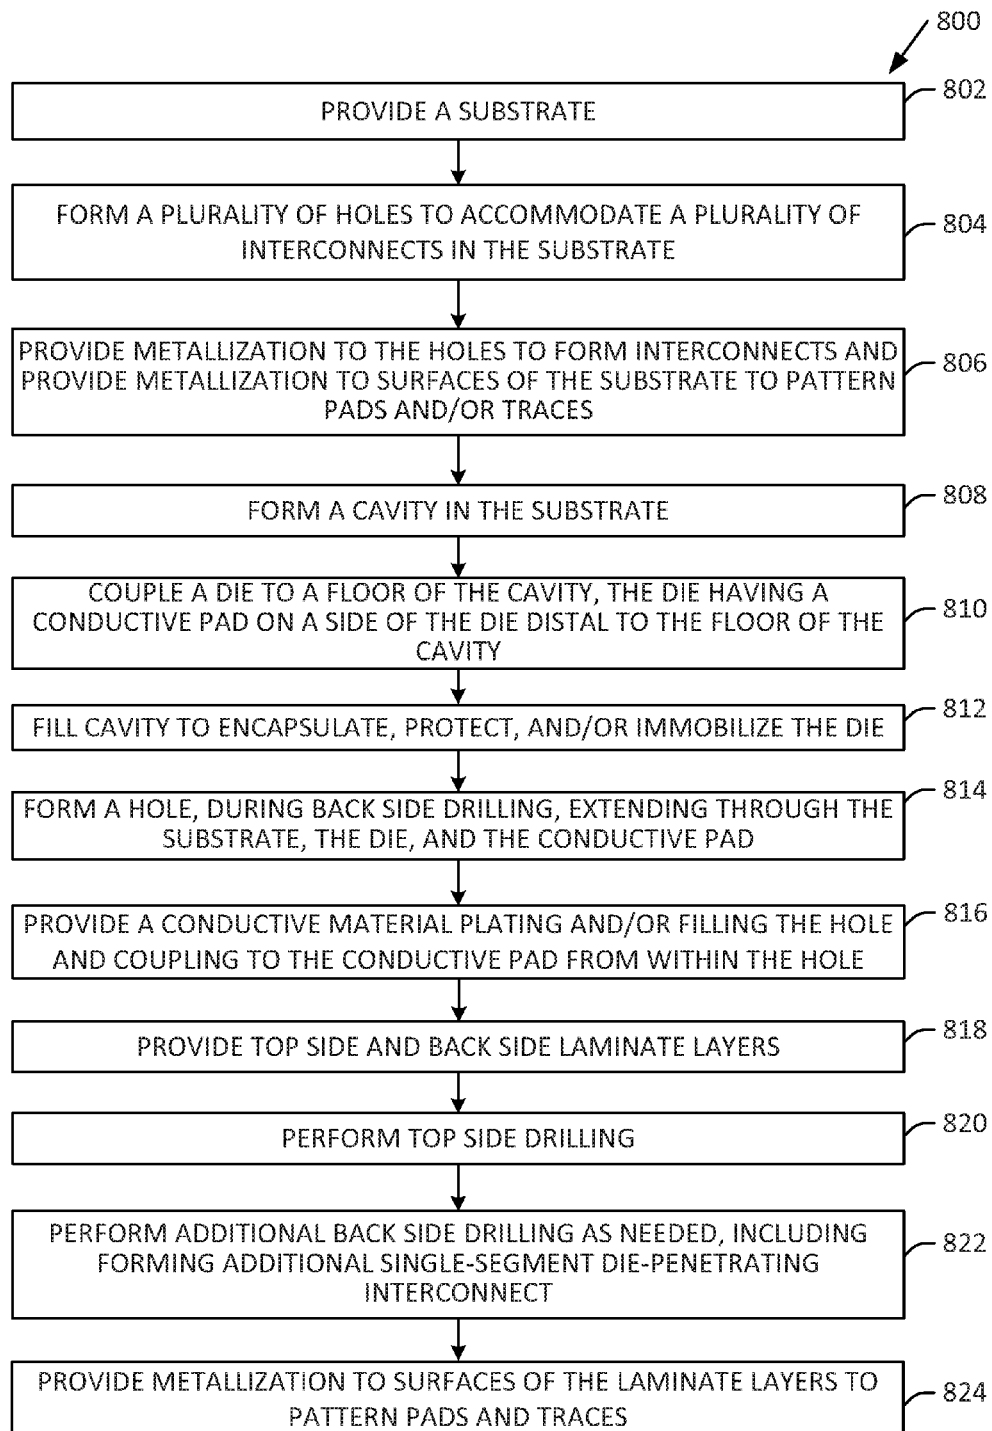 800
PROVIDE A SUBSTRATE
802
FORM A PLURALITY OF HOLES TO ACCOMMODATE A PLURALITY OF
INTERCONNECTS IN THE SUBSTRATE
804
PROVIDE METALLIZATION TO THE HOLES TO FORM INTERCONNECTS AND
PROVIDE METALLIZATION TO SURFACES OF THE SUBSTRATE TO PATTERN
PADS AND/OR TRACES
806
FORM A CAVITY IN THE SUBSTRATE
808
COUPLE A DIE TO A FLOOR OF THE CAVITY, THE DIE HAVING A
CONDUCTIVE PAD ON A SIDE OF THE DIE DISTAL TO THE FLOOR OF THE
CAVITY
810
FILL CAVITY TO ENCAPSULATE, PROTECT, AND/OR IMMOBILIZE THE DIE
812
FORM A HOLE, DURING BACK SIDE DRILLING, EXTENDING THROUGH THE
SUBSTRATE, THE DIE, AND THE CONDUCTIVE PAD
814
PROVIDE A CONDUCTIVE MATERIAL PLATING AND/OR FILLING THE HOLE
AND COUPLING TO THE CONDUCTIVE PAD FROM WITHIN THE HOLE
816
PROVIDE TOP SIDE AND BACK SIDE LAMINATE LAYERS
818
PERFORM TOP SIDE DRILLING
820
PERFORM ADDITIONAL BACK SIDE DRILLING AS NEEDED, INCLUDING
FORMING ADDITIONAL SINGLE-SEGMENT DIE-PENETRATING
INTERCONNECT
822
PROVIDE METALLIZATION TO SURFACES OF THE LAMINATE LAYERS TO
PATTERN PADS AND TRACES
824